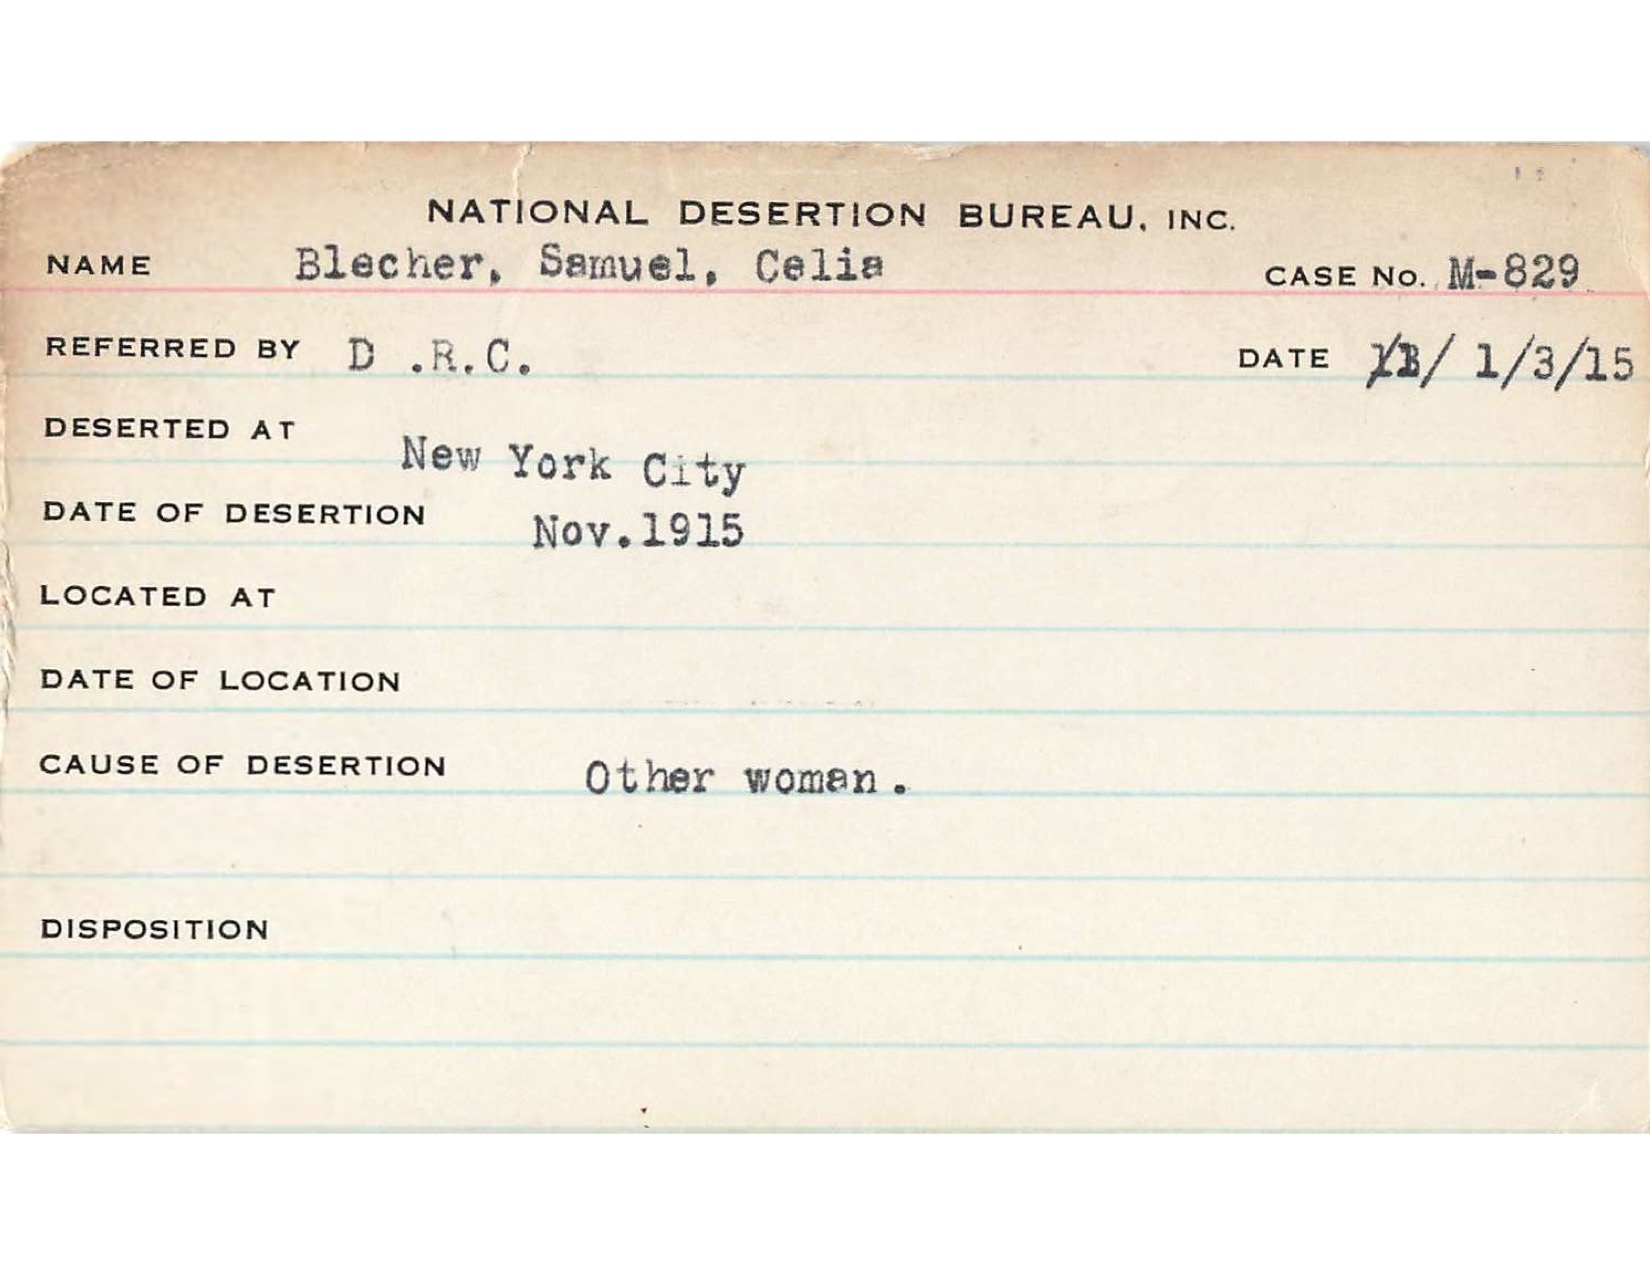 NATIONAL DESERTION BUREAU, INC.
NAME Blecher, Samuel, Celia CASE No. M-829
REFERRED BY D .R.C. DATE 1/3/15
DESERTED AT New York City
DATE OF DESERTION Nov.1915
LOCATED AT
DATE OF LOCATION
CAUSE OF DESERTION Other woman.
DISPOSITION